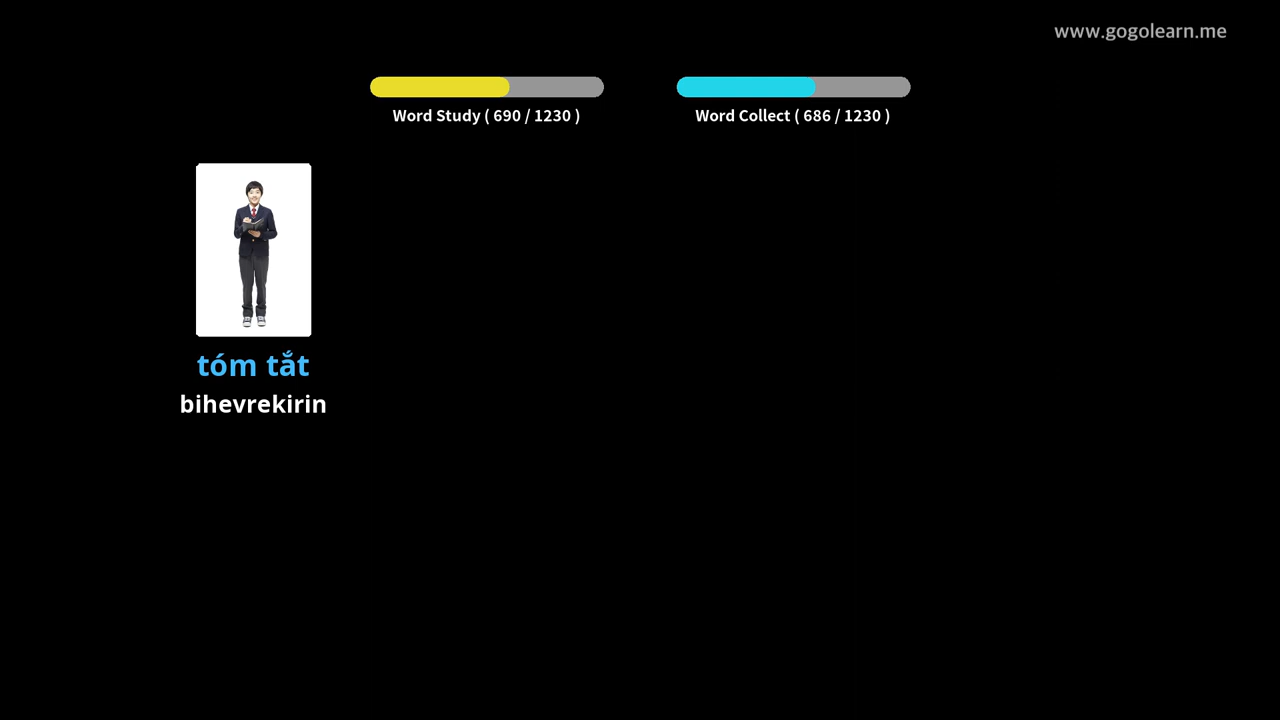 www.gogolearn.me
Word Study ( 690 / 1230 )
Word Collect ( 686 / 1230 )
tóm tắt
bihevrekirin